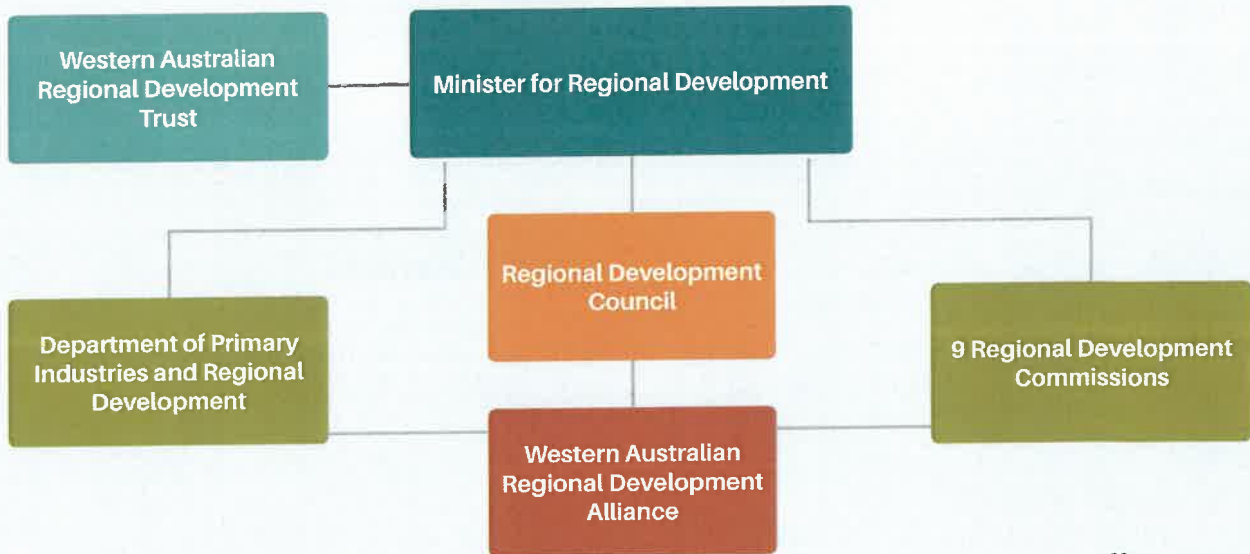 Western Australian
Regional Development
Trust
Minister for Regional Development
Regional Development
Council
Department of Primary
Industries and Regional
Development
9 Regional Development
Commissions
Western Australian
Regional Development
Alliance